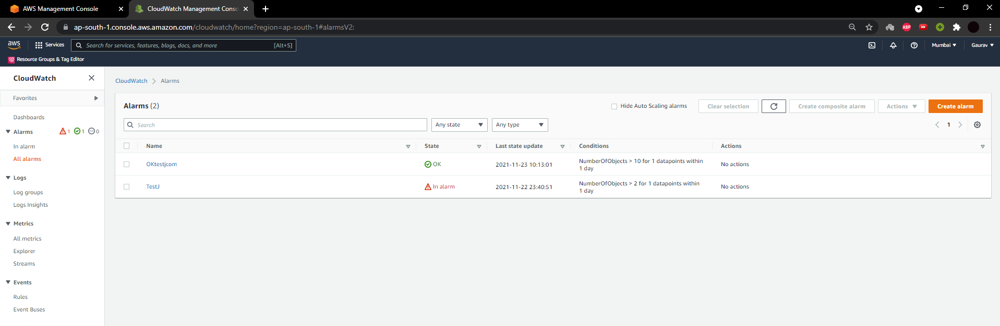 AWS Management Console
CloudWatch Management Conso
ap-south-1.console.aws.amazon.com/cloudwatch/home?region=ap-south-1#alarmsV2:
ABP
aws
Services
Search for services, features, blogs, docs, and more
[Alt+S]
Mumbai
Gaurav
Resource Groups & Tag Editor
CloudWatch
Favorites
Dashboards
Alarms 1 1 0
In alarm
All alarms
Logs
Log groups
Logs Insights
Metrics
All metrics
Explorer
Streams
Events
Rules
Event Buses
CloudWatch > Alarms
Alarms (2)
Hide Auto Scaling alarms
Clear selection
Create composite alarm
Actions
Create alarm
Search
Any state
Any type
1
Name State Last state update Conditions Actions
OKtestjcom OK 2021-11-23 10:13:01 NumberOfObjects > 10 for 1 datapoints within No actions
1 day
TestJ In alarm 2021-11-22 23:40:51 NumberOfObjects > 2 for 1 datapoints within No actions
1 day